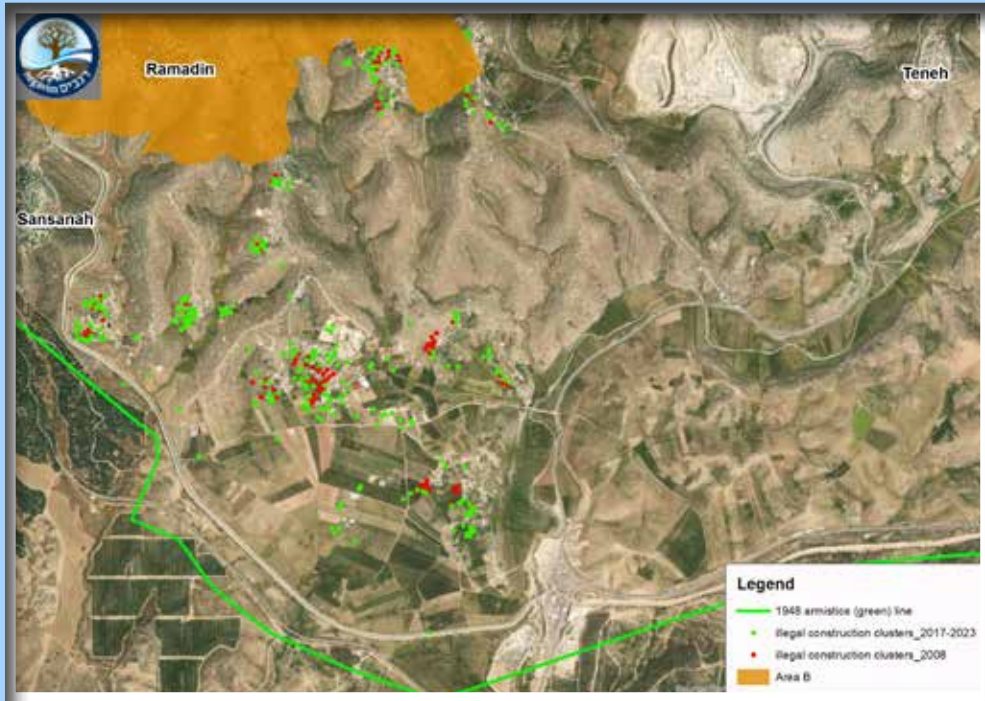 Ramadin
Teneh
Sansanah
Legend
1948 armistice (green) line
illegal construction clusters_2017-2023
illegal construction clusters_2008
Area B